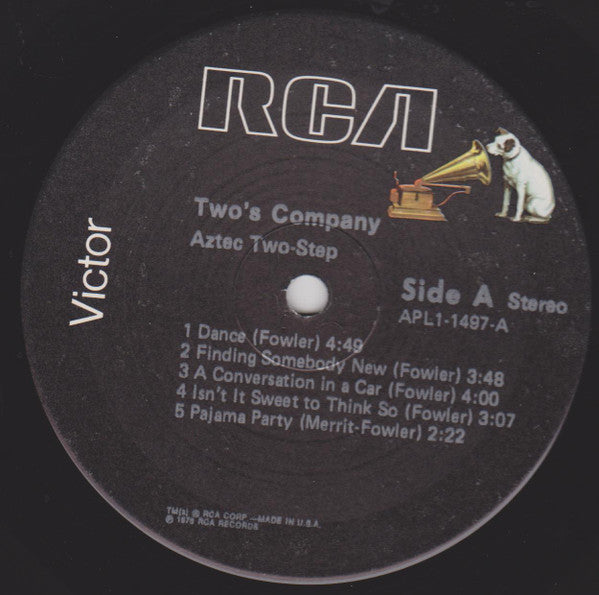 RCA
Victor
Two's Company
Aztec Two-Step
Side A Stereo
APL1-1497-A
1 Dance (Fowler) 4:49
2 Finding Somebody New (Fowler) 3:48
3 A Conversation in a Car (Fowler) 4:00
4 Isn't It Sweet to Think So (Fowler) 3:07
5 Pajama Party (Merrit-Fowler) 2:22
TM(s) ® RCA CORP.—MADE IN U.S.A.
℗ 1976 RCA RECORDS